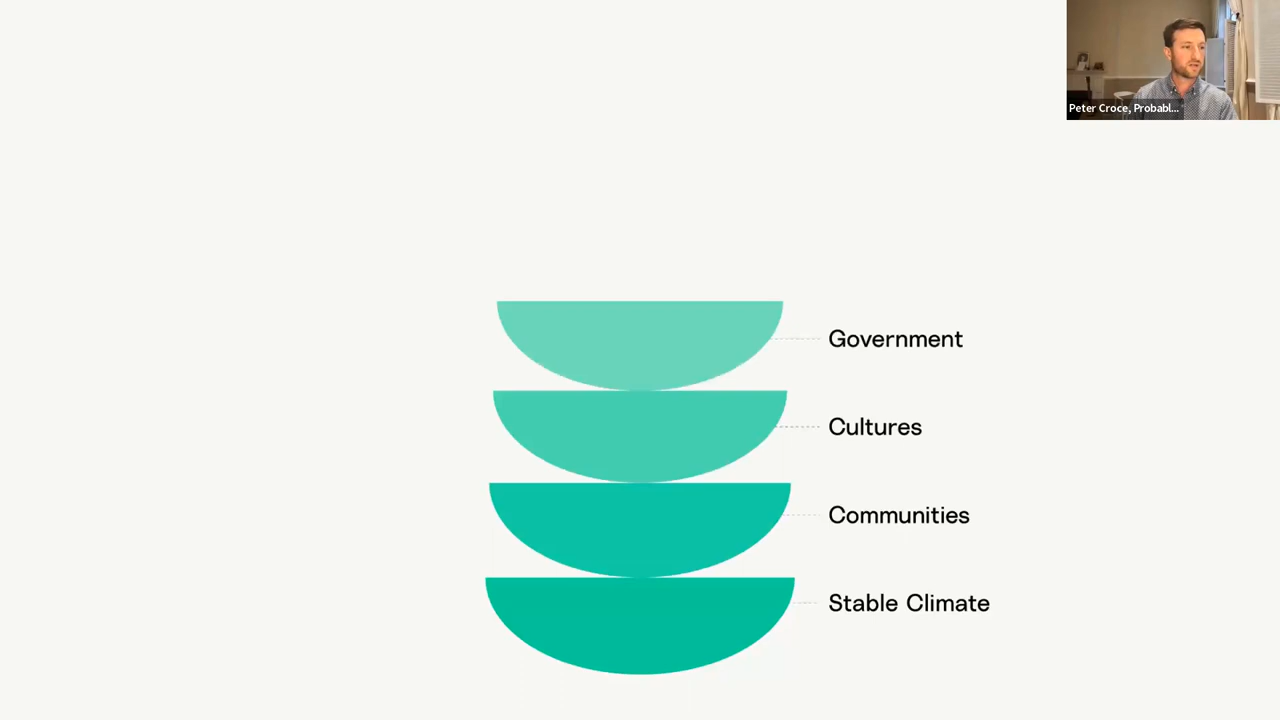 Peter Croce, Probabl...
Government
Cultures
Communities
Stable Climate